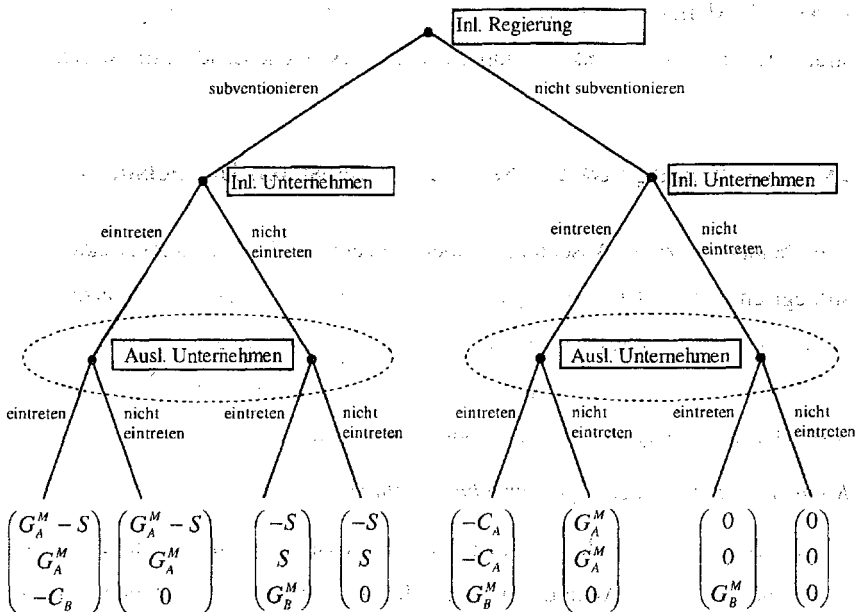 Inl. Regierung
subventionieren nicht subventionieren
Inl. Unternehmen Inl. Unternehmen
eintreten nicht eintreten nicht
eintreten eintreten
Ausl. Unternehmen Ausl. Unternehmen
eintreten nicht eintreten nicht eintreten nicht eintreten nicht
eintreten eintreten eintreten eintreten
G_A^M − S G_A^M − S −S −S −C_A G_A^M 0 0
G_A^M G_A^M S S −C_A G_A^M 0 0
−C_B 0 G_B^M 0 G_B^M 0 G_B^M 0